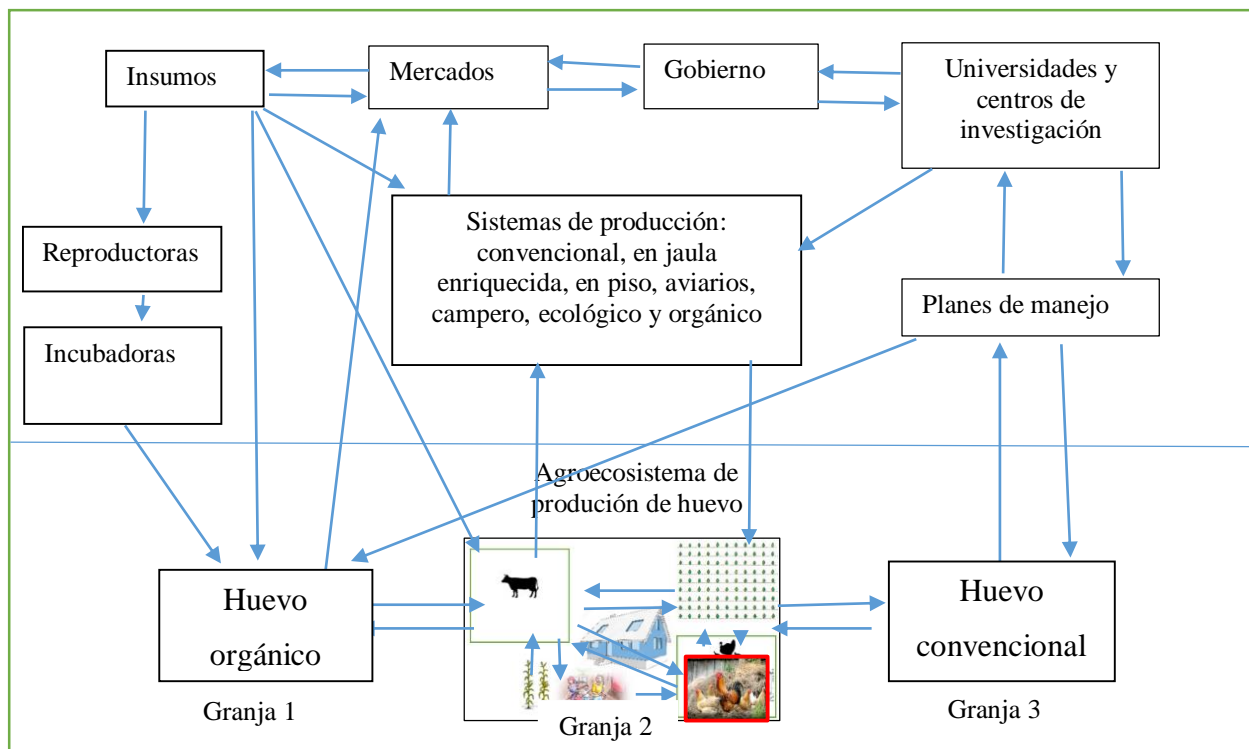 Insumos
Mercados
Gobierno
Universidades y
centros de
investigación
Sistemas de producción:
convencional, en jaula
enriquecida, en piso, aviarios,
campero, ecológico y orgánico
Reproductoras
Incubadoras
Planes de manejo
Agroecosistema de
produción de huevo
Huevo
orgánico
Huevo
convencional
Granja 1
Granja 2
Granja 3